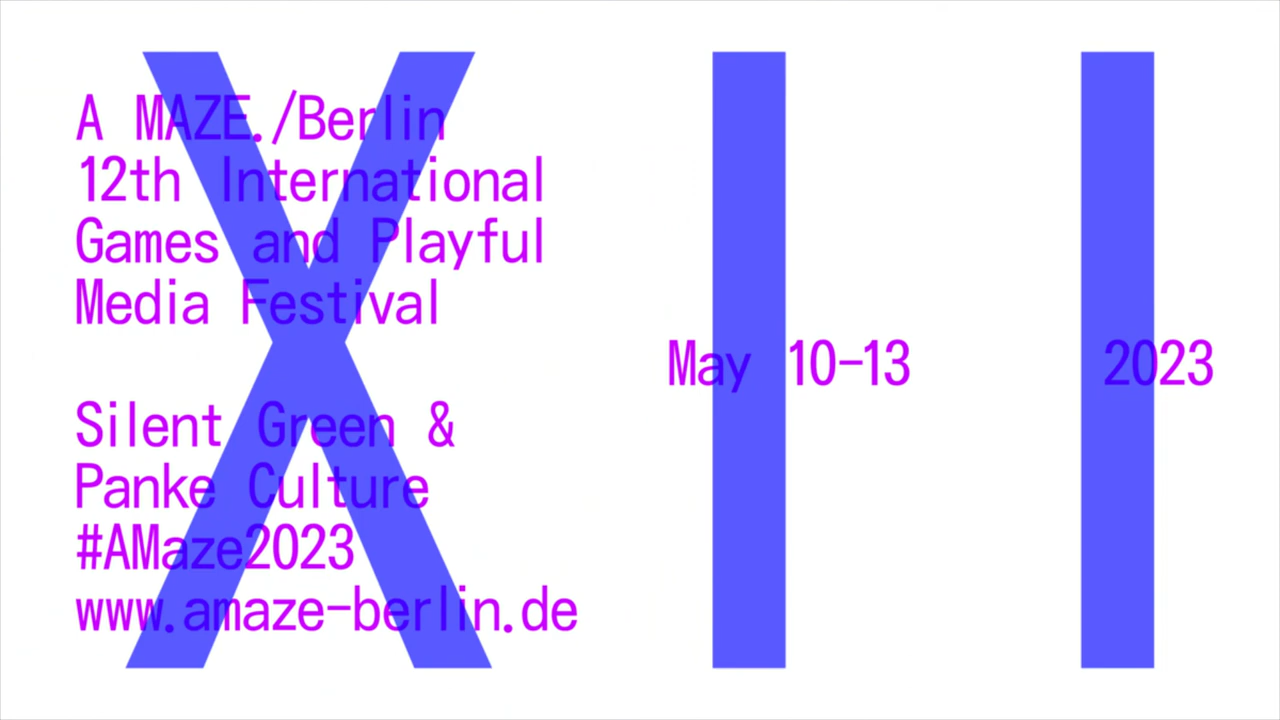 XII
A MAZE./Berlin
12th International
Games and Playful
Media Festival
Silent Green &
Panke Culture
#AMaze2023
www.amaze-berlin.de
May 10-13
2023